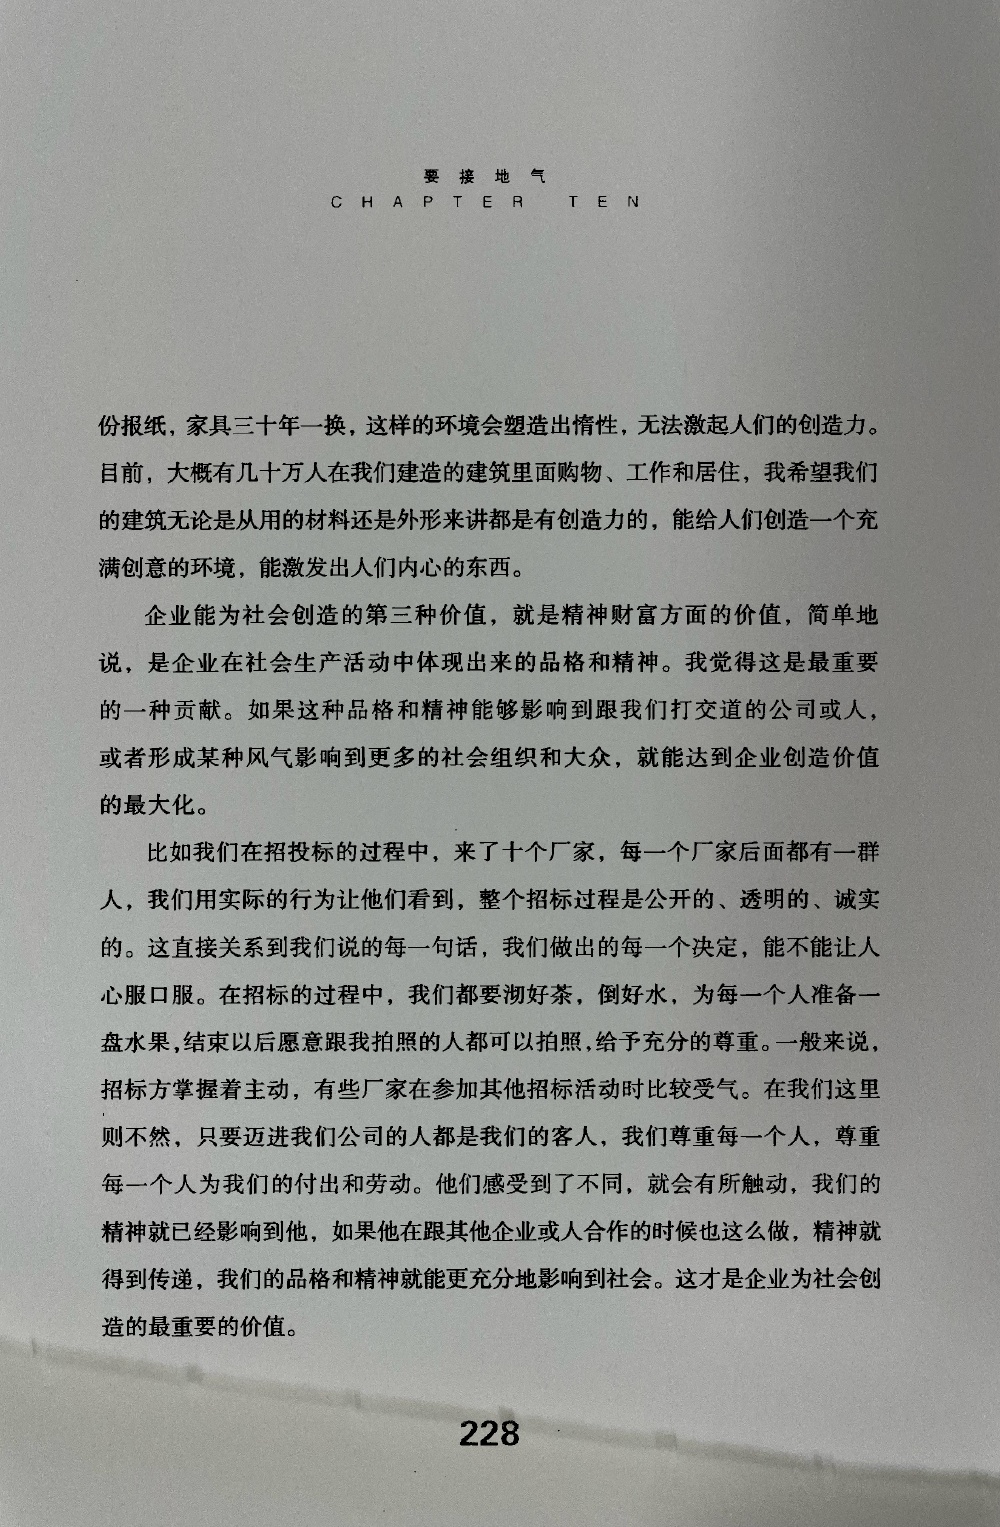 要接地气
CHAPTER TEN
份报纸，家具三十年一换，这样的环境会塑造出惰性，无法激起人们的创造力。
目前，大概有几十万人在我们建造的建筑里面购物、工作和居住，我希望我们
的建筑无论是从用的材料还是外形来讲都是有创造力的，能给人们创造一个充
满创意的环境，能激发出人们内心的东西。
企业能为社会创造的第三种价值，就是精神财富方面的价值，简单地
说，是企业在社会生产活动中体现出来的品格和精神。我觉得这是最重要
的一种贡献。如果这种品格和精神能够影响到跟我们打交道的公司或人，
或者形成某种风气影响到更多的社会组织和大众，就能达到企业创造价值
的最大化。
比如我们在招投标的过程中，来了十个厂家，每一个厂家后面都有一群
人，我们用实际的行为让他们看到，整个招标过程是公开的、透明的、诚实
的。这直接关系到我们说的每一句话，我们做出的每一个决定，能不能让人
心服口服。在招标的过程中，我们都要沏好茶，倒好水，为每一个人准备一
盘水果，结束以后愿意跟我拍照的人都可以拍照，给予充分的尊重。一般来说，
招标方掌握着主动，有些厂家在参加其他招标活动时比较受气。在我们这里
则不然，只要迈进我们公司的人都是我们的客人，我们尊重每一个人，尊重
每一个人为我们的付出和劳动。他们感受到了不同，就会有所触动，我们的
精神就已经影响到他，如果他在跟其他企业或人合作的时候也这么做，精神就
得到传递，我们的品格和精神就能更充分地影响到社会。这才是企业为社会创
造的最重要的价值。
228